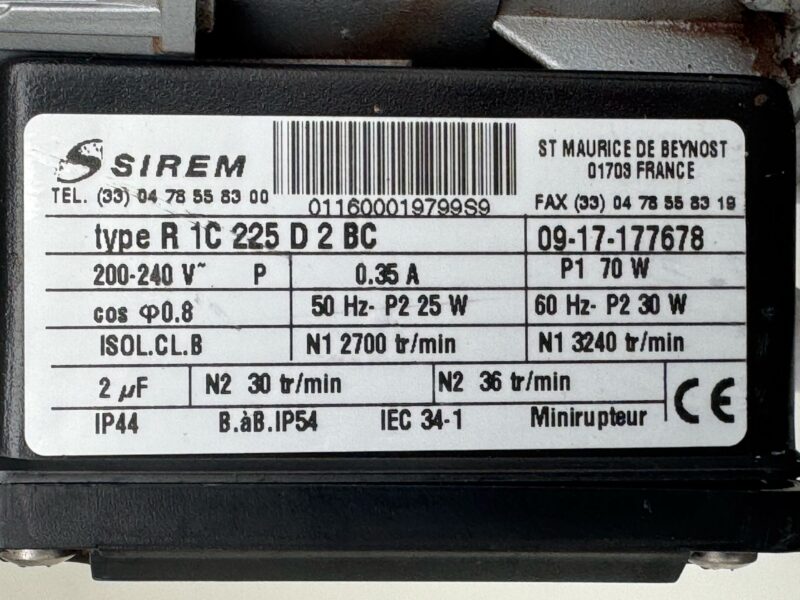 SIREM
TEL. (33) 04 78 55 83 00
011600019799S9
ST MAURICE DE BEYNOST
01709 FRANCE
FAX (33) 04 78 55 83 19
type R 1C 225 D 2 BC 09-17-177678
200-240 V~ P 0.35 A P1 70 W
cos φ0.8 50 Hz- P2 25 W 60 Hz- P2 30 W
ISOL.CL.B N1 2700 tr/min N1 3240 tr/min
2 µF N2 30 tr/min N2 36 tr/min
IP44 B.àB.IP54 IEC 34-1 Minirupteur
CE